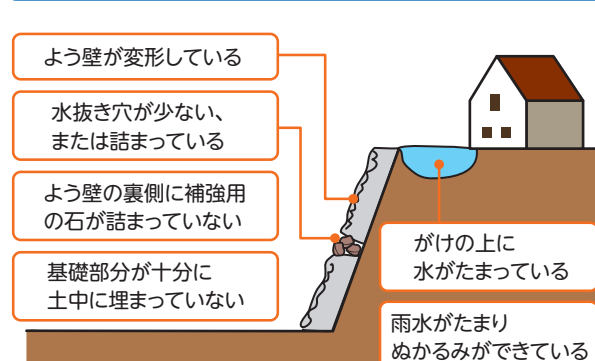 よう壁が変形している
水抜き穴が少ない、
または詰まっている
よう壁の裏側に補強用
の石が詰まっていない
基礎部分が十分に
土中に埋まっていない
がけの上に
水がたまっている
雨水がたまり
ぬかるみができている